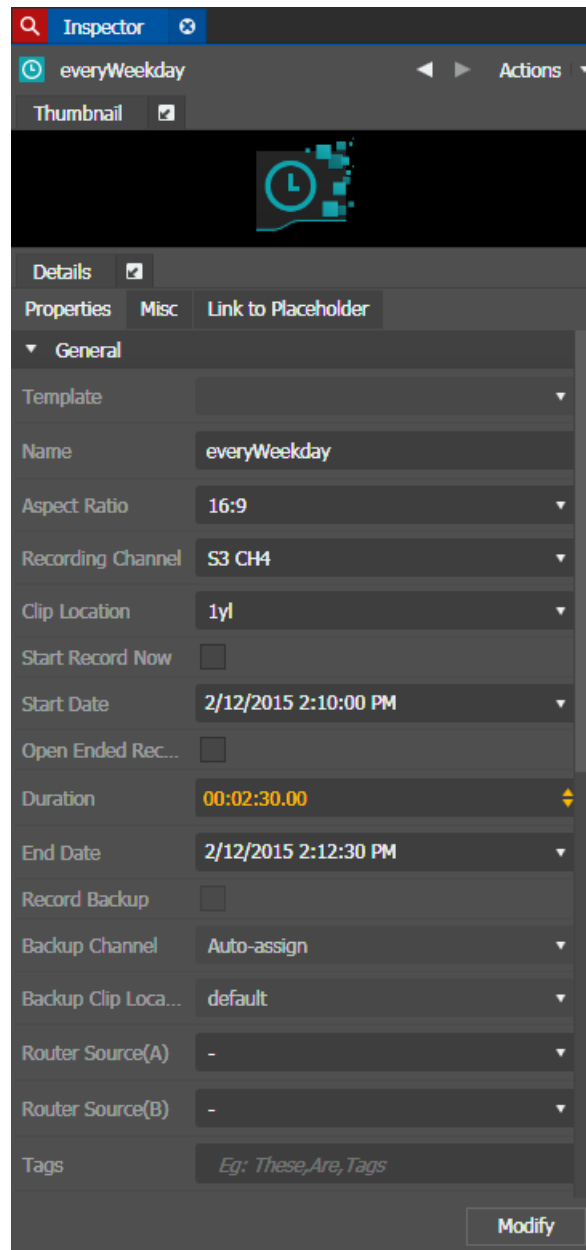 Inspector
everyWeekday Actions
Thumbnail
Details
Properties Misc Link to Placeholder
General
Template
Name everyWeekday
Aspect Ratio 16:9
Recording Channel S3 CH4
Clip Location 1yl
Start Record Now
Start Date 2/12/2015 2:10:00 PM
Open Ended Rec...
Duration 00:02:30.00
End Date 2/12/2015 2:12:30 PM
Record Backup
Backup Channel Auto-assign
Backup Clip Loca... default
Router Source(A) -
Router Source(B) -
Tags Eg: These,Are,Tags
Modify